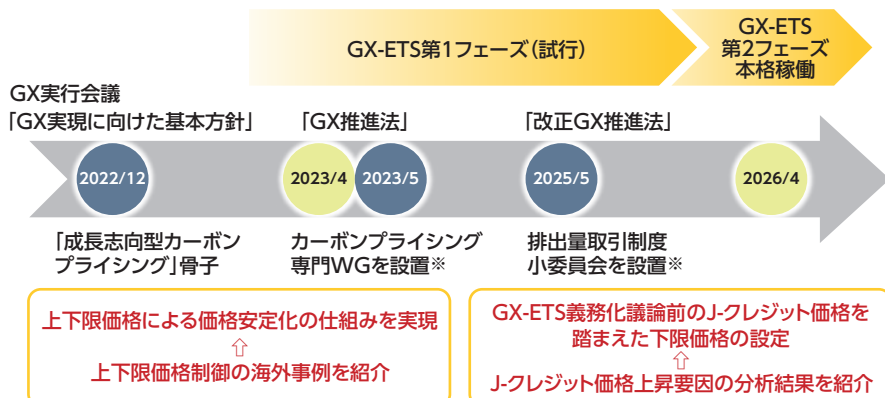 GX-ETS第1フェーズ（試行）
GX-ETS
第2フェーズ
本格稼働
GX実行会議
「GX実現に向けた基本方針」
「GX推進法」
「改正GX推進法」
2022/12
2023/4
2023/5
2025/5
2026/4
「成長志向型カーボン
プライシング」骨子
カーボンプライシング
専門WGを設置※
排出量取引制度
小委員会を設置※
上下限価格による価格安定化の仕組みを実現
⇧
上下限価格制御の海外事例を紹介
GX-ETS義務化議論前のJ-クレジット価格を
踏まえた下限価格の設定
⇧
J-クレジット価格上昇要因の分析結果を紹介